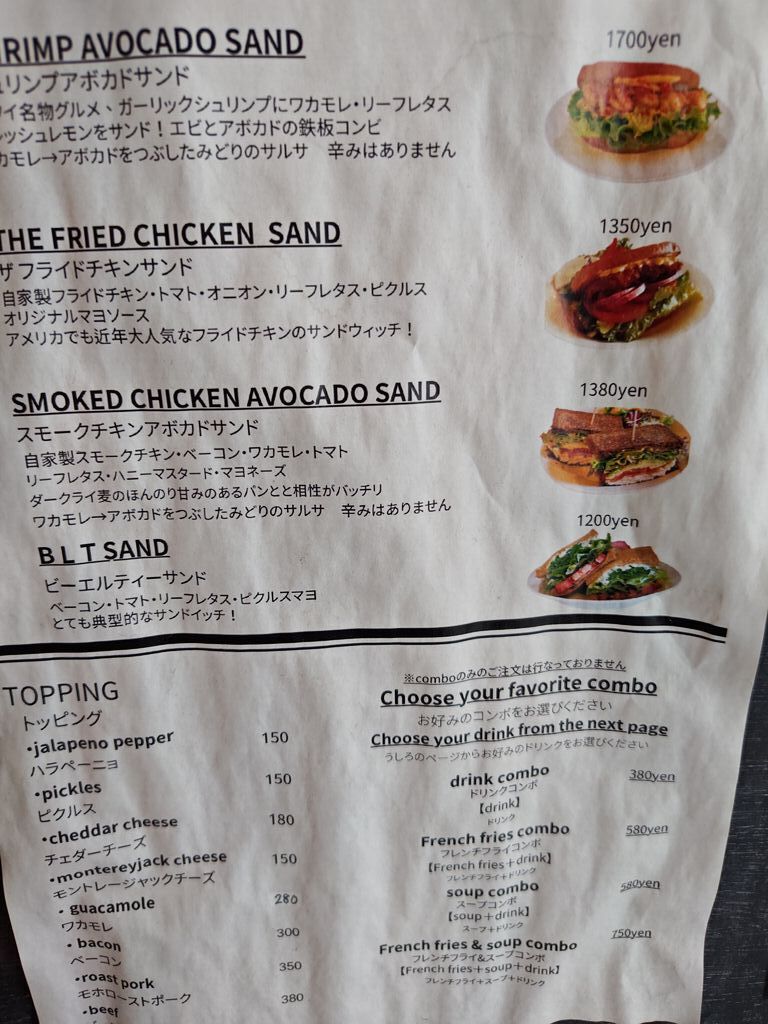 RIMP AVOCADO SAND
1700yen
リンプアボカドサンド
イ名物グルメ、ガーリックシュリンプにワカモレ・リーフレタス
ッシュレモンをサンド！エビとアボカドの鉄板コンビ
カモレ→アボカドをつぶしたみどりのサルサ　辛みはありません
THE FRIED CHICKEN SAND
1350yen
ザ フライドチキンサンド
自家製フライドチキン・トマト・オニオン・リーフレタス・ピクルス
オリジナルマヨソース
アメリカでも近年大人気なフライドチキンのサンドウィッチ！
SMOKED CHICKEN AVOCADO SAND
1380yen
スモークチキンアボカドサンド
自家製スモークチキン・ベーコン・ワカモレ・トマト
リーフレタス・ハニーマスタード・マヨネーズ
ダークライ麦のほんのり甘みのあるパンとと相性がバッチリ
ワカモレ→アボカドをつぶしたみどりのサルサ　辛みはありません
B L T SAND
1200yen
ビーエルティーサンド
ベーコン・トマト・リーフレタス・ピクルスマヨ
とても典型的なサンドイッチ！
TOPPING
トッピング
・jalapeno pepper 150
ハラペーニョ
・pickles 150
ピクルス
・cheddar cheese 180
チェダーチーズ
・montereyjack cheese 150
モントレージャックチーズ
・guacamole 280
ワカモレ
・bacon 300
ベーコン
・roast pork 350
モホローストポーク
・beef 380
※comboのみのご注文は行なっておりません
Choose your favorite combo
お好みのコンボをお選びください
Choose your drink from the next page
うしろのページからお好みのドリンクをお選びください
drink combo 380yen
ドリンクコンボ
【drink】
ドリンク
French fries combo 580yen
フレンチフライコンボ
【French fries＋drink】
フレンチフライ＋ドリンク
soup combo 580yen
スープコンボ
【soup＋drink】
スープ＋ドリンク
French fries & soup combo 750yen
フレンチフライ&スープコンボ
【French fries＋soup＋drink】
フレンチフライ＋スープ＋ドリンク